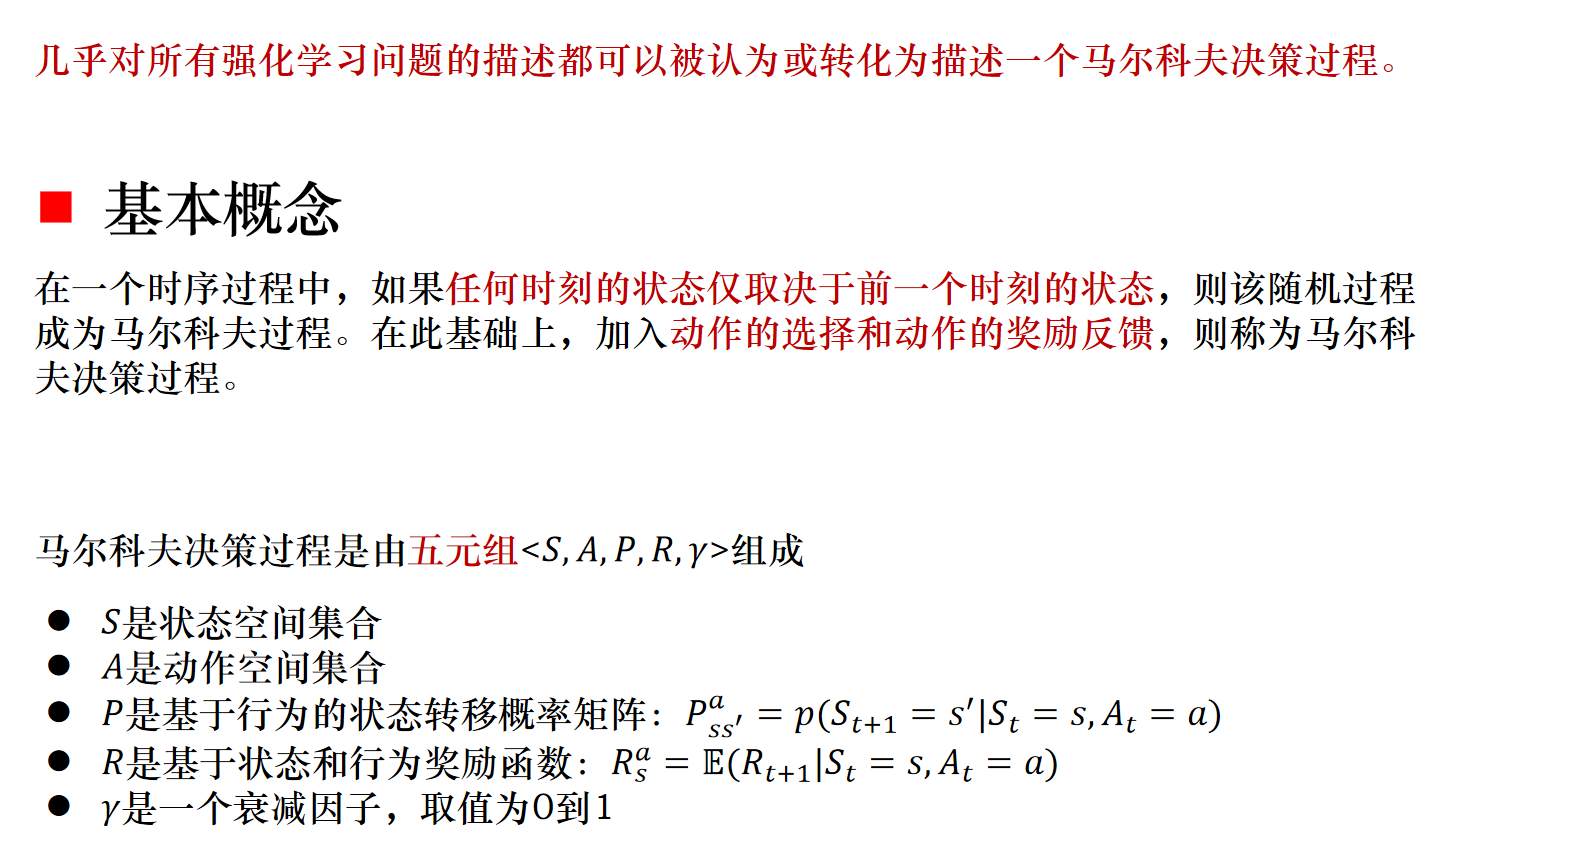 几乎对所有强化学习问题的描述都可以被认为或转化为描述一个马尔科夫决策过程。
■ 基本概念
在一个时序过程中，如果任何时刻的状态仅取决于前一个时刻的状态，则该随机过程
成为马尔科夫过程。在此基础上，加入动作的选择和动作的奖励反馈，则称为马尔科
夫决策过程。
马尔科夫决策过程是由五元组<S, A, P, R, γ>组成
● S是状态空间集合
● A是动作空间集合
● P是基于行为的状态转移概率矩阵：$P_{ss'}^{a} = p(S_{t+1} = s'|S_t = s, A_t = a)$
● R是基于状态和行为奖励函数：$R_s^a = \mathbb{E}(R_{t+1}|S_t = s, A_t = a)$
● γ是一个衰减因子，取值为0到1